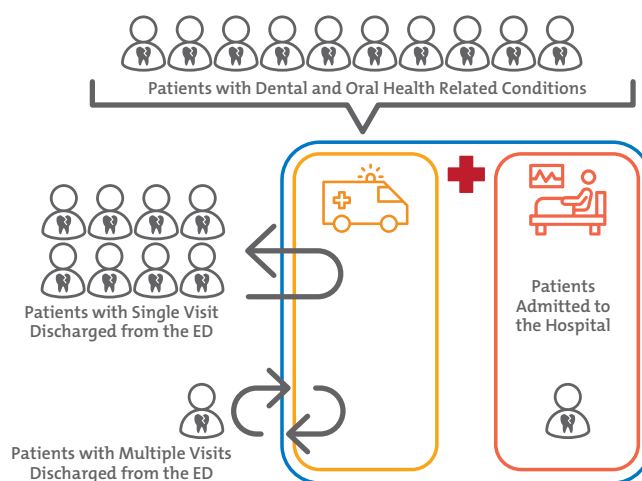 Patients with Dental and Oral Health Related Conditions
Patients with Single Visit
Discharged from the ED
Patients
Admitted to
the Hospital
Patients with Multiple Visits
Discharged from the ED